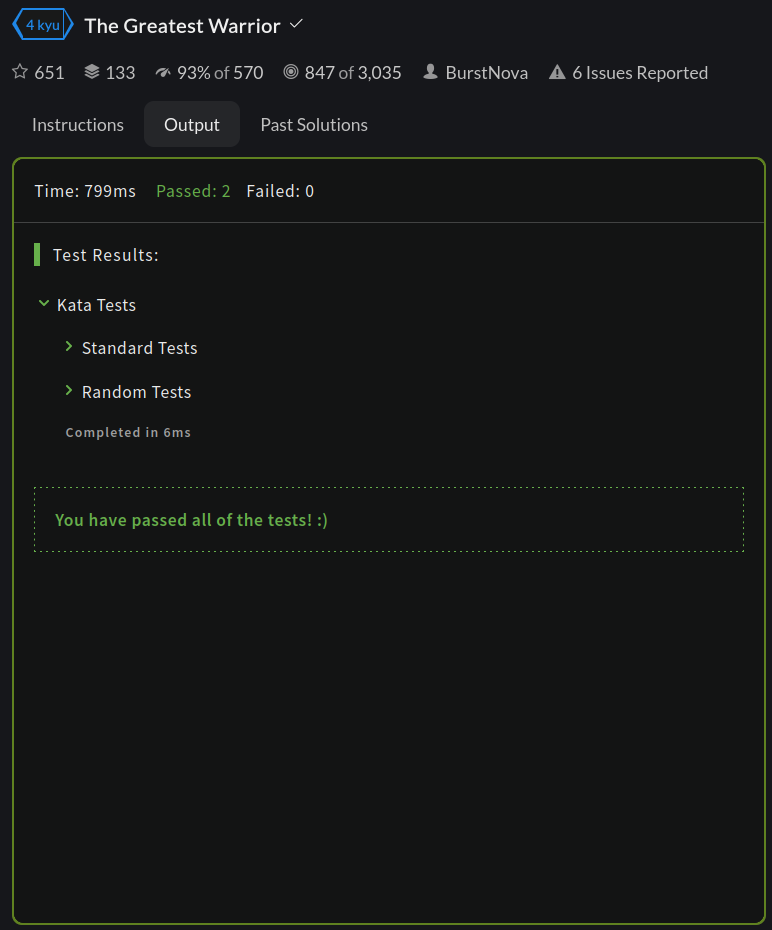 4 kyu The Greatest Warrior
651 133 93% of 570 847 of 3,035 BurstNova 6 Issues Reported
Instructions Output Past Solutions
Time: 799ms Passed: 2 Failed: 0
Test Results:
Kata Tests
Standard Tests
Random Tests
Completed in 6ms
You have passed all of the tests! :)